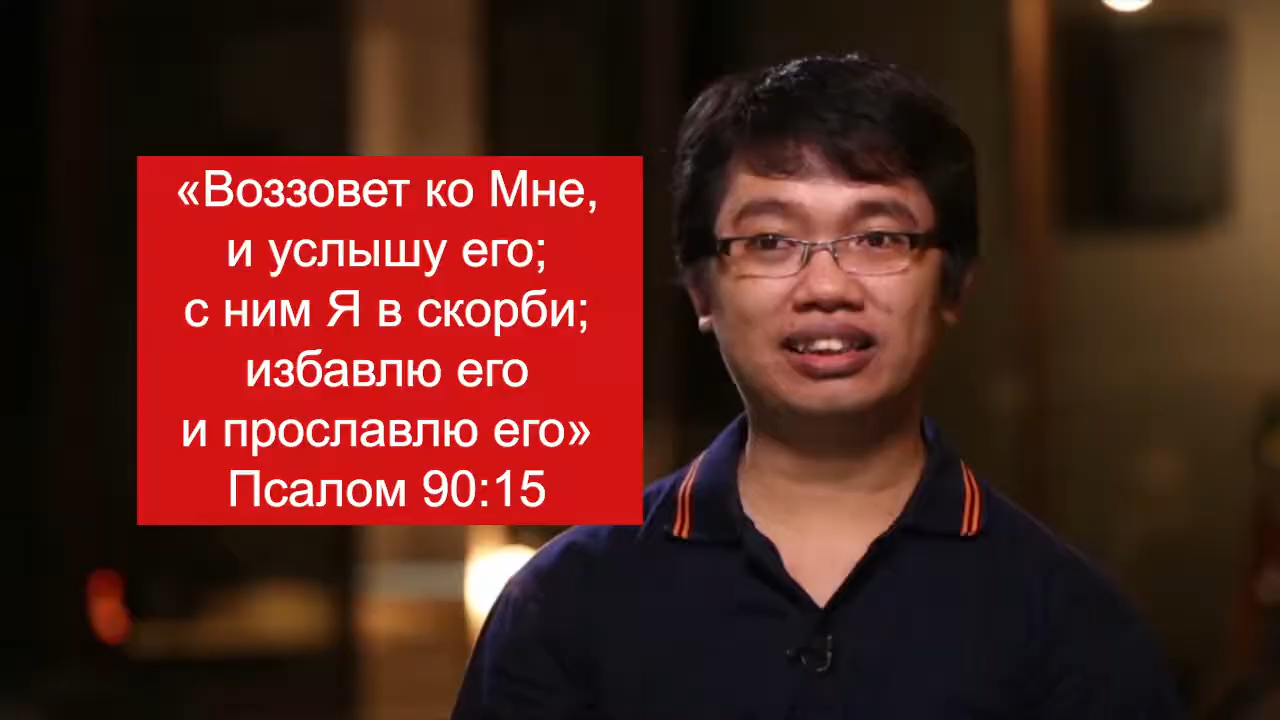 «Воззовет ко Мне,
и услышу его;
с ним Я в скорби;
избавлю его
и прославлю его»
Псалом 90:15